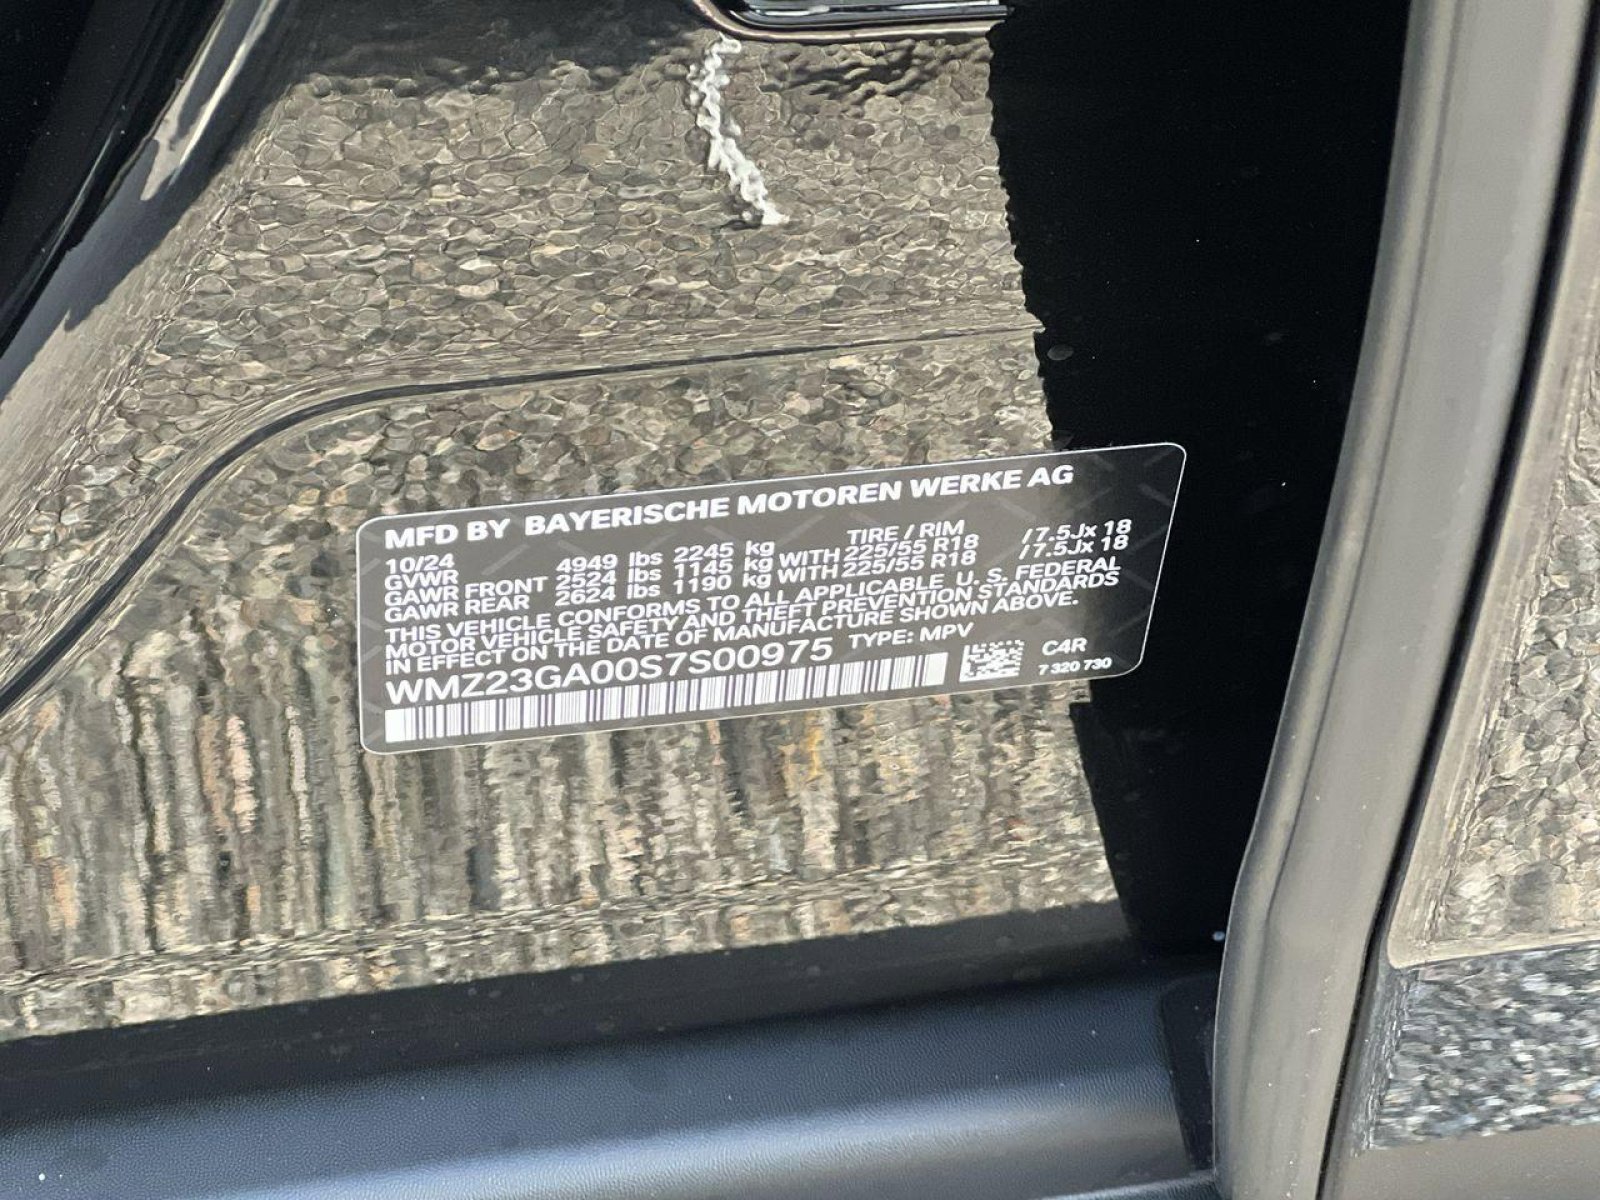 MFD BY BAYERISCHE MOTOREN WERKE AG
10/24 TIRE / RIM
GVWR 4949 lbs 2245 kg
GAWR FRONT 2524 lbs 1145 kg WITH 225/55 R18 / 7.5Jx 18
GAWR REAR 2624 lbs 1190 kg WITH 225/55 R18 / 7.5Jx 18
THIS VEHICLE CONFORMS TO ALL APPLICABLE U. S. FEDERAL
MOTOR VEHICLE SAFETY AND THEFT PREVENTION STANDARDS
IN EFFECT ON THE DATE OF MANUFACTURE SHOWN ABOVE.
WMZ23GA00S7S00975 TYPE: MPV
C4R
7 320 730